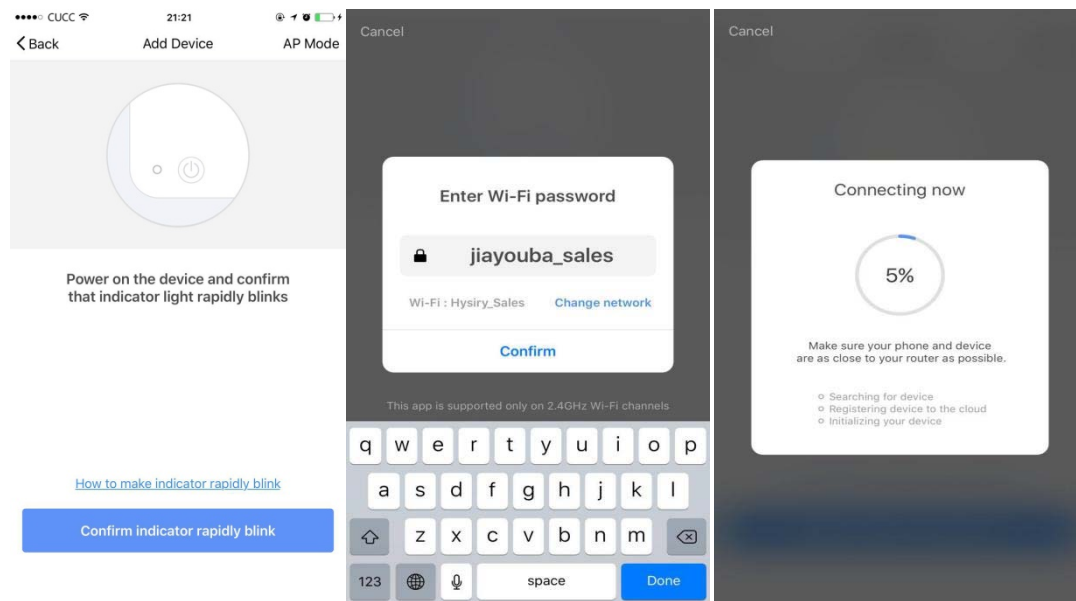 CUCC
21:21
Back
Add Device
AP Mode
Power on the device and confirm
that indicator light rapidly blinks
How to make indicator rapidly blink
Confirm indicator rapidly blink
Cancel
Enter Wi-Fi password
jiayouba_sales
Wi-Fi : Hysiry_Sales
Change network
Confirm
This app is supported only on 2.4GHz Wi-Fi channels
q w e r t y u i o p
a s d f g h j k l
z x c v b n m
123
space
Done
Cancel
Connecting now
5%
Make sure your phone and device
are as close to your router as possible.
Searching for device
Registering device to the cloud
Initializing your device